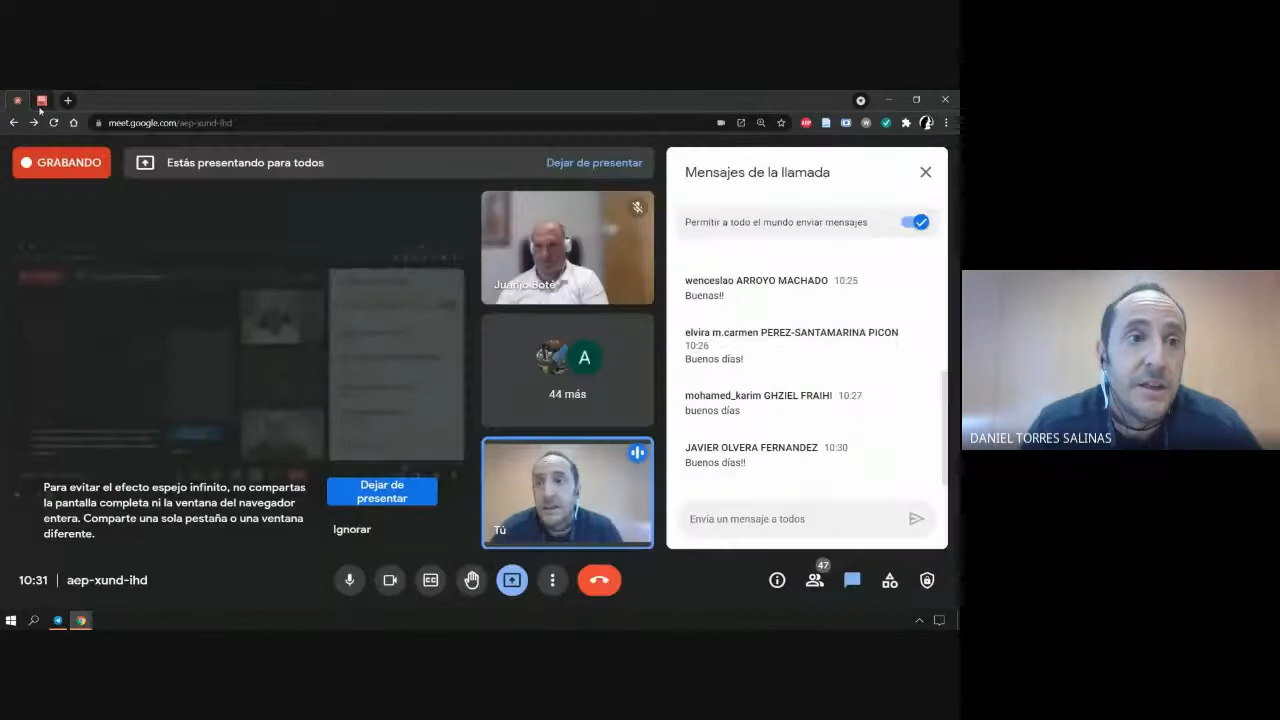 meet.google.com/aep-xund-ihd
GRABANDO
Estás presentando para todos
Dejar de presentar
Juanjo Boté
A
44 más
Tú
Para evitar el efecto espejo infinito, no compartas
la pantalla completa ni la ventana del navegador
entera. Comparte una sola pestaña o una ventana
diferente.
Dejar de
presentar
Ignorar
Mensajes de la llamada
Permitir a todo el mundo enviar mensajes
wenceslao ARROYO MACHADO 10:25
Buenas!!
elvira m.carmen PEREZ-SANTAMARINA PICON
10:26
Buenos días!
mohamed_karim GHZIEL FRAIHI 10:27
buenos días
JAVIER OLVERA FERNANDEZ 10:30
Buenos días!!
Envía un mensaje a todos
10:31 | aep-xund-ihd
47
DANIEL TORRES SALINAS